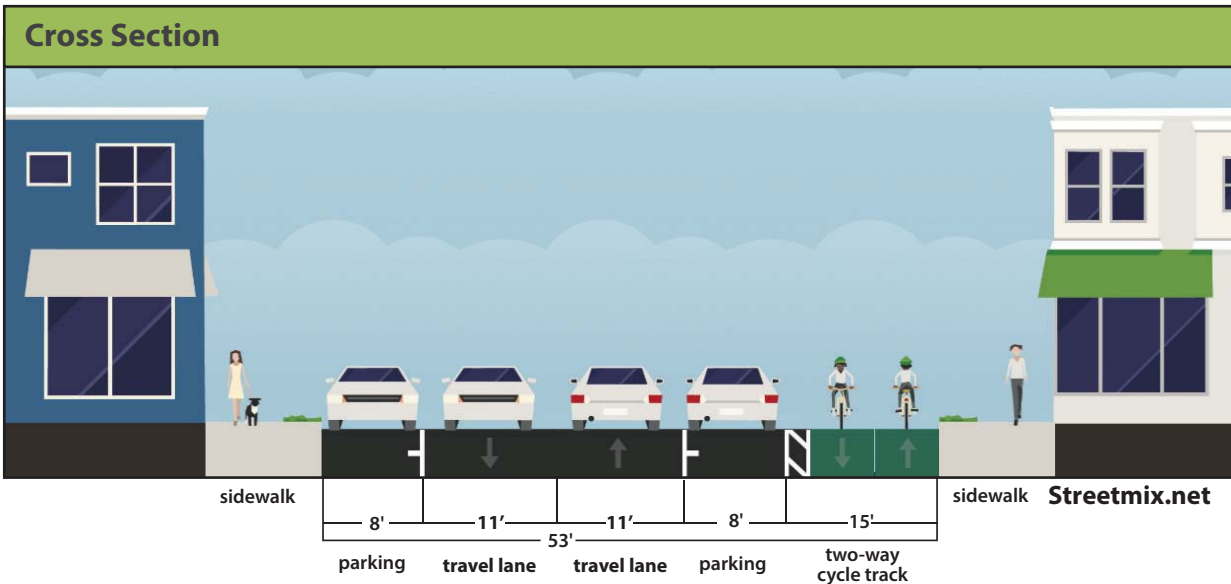 Cross Section
sidewalk
sidewalk
Streetmix.net
8'
11'
11'
8'
15'
53'
parking
travel lane
travel lane
parking
two-way
cycle track